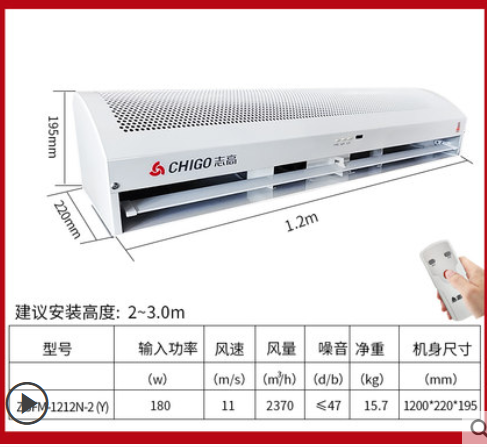 195mm
CHIGO志高
220mm
1.2m
建议安装高度: 2~3.0m
型号 输入功率 风速 风量 噪音 净重 机身尺寸
(w) (m/s) (m³/h) (d/b) (kg) (mm)
FM-1212N-2 (Y) 180 11 2370 ≤47 15.7 1200*220*195